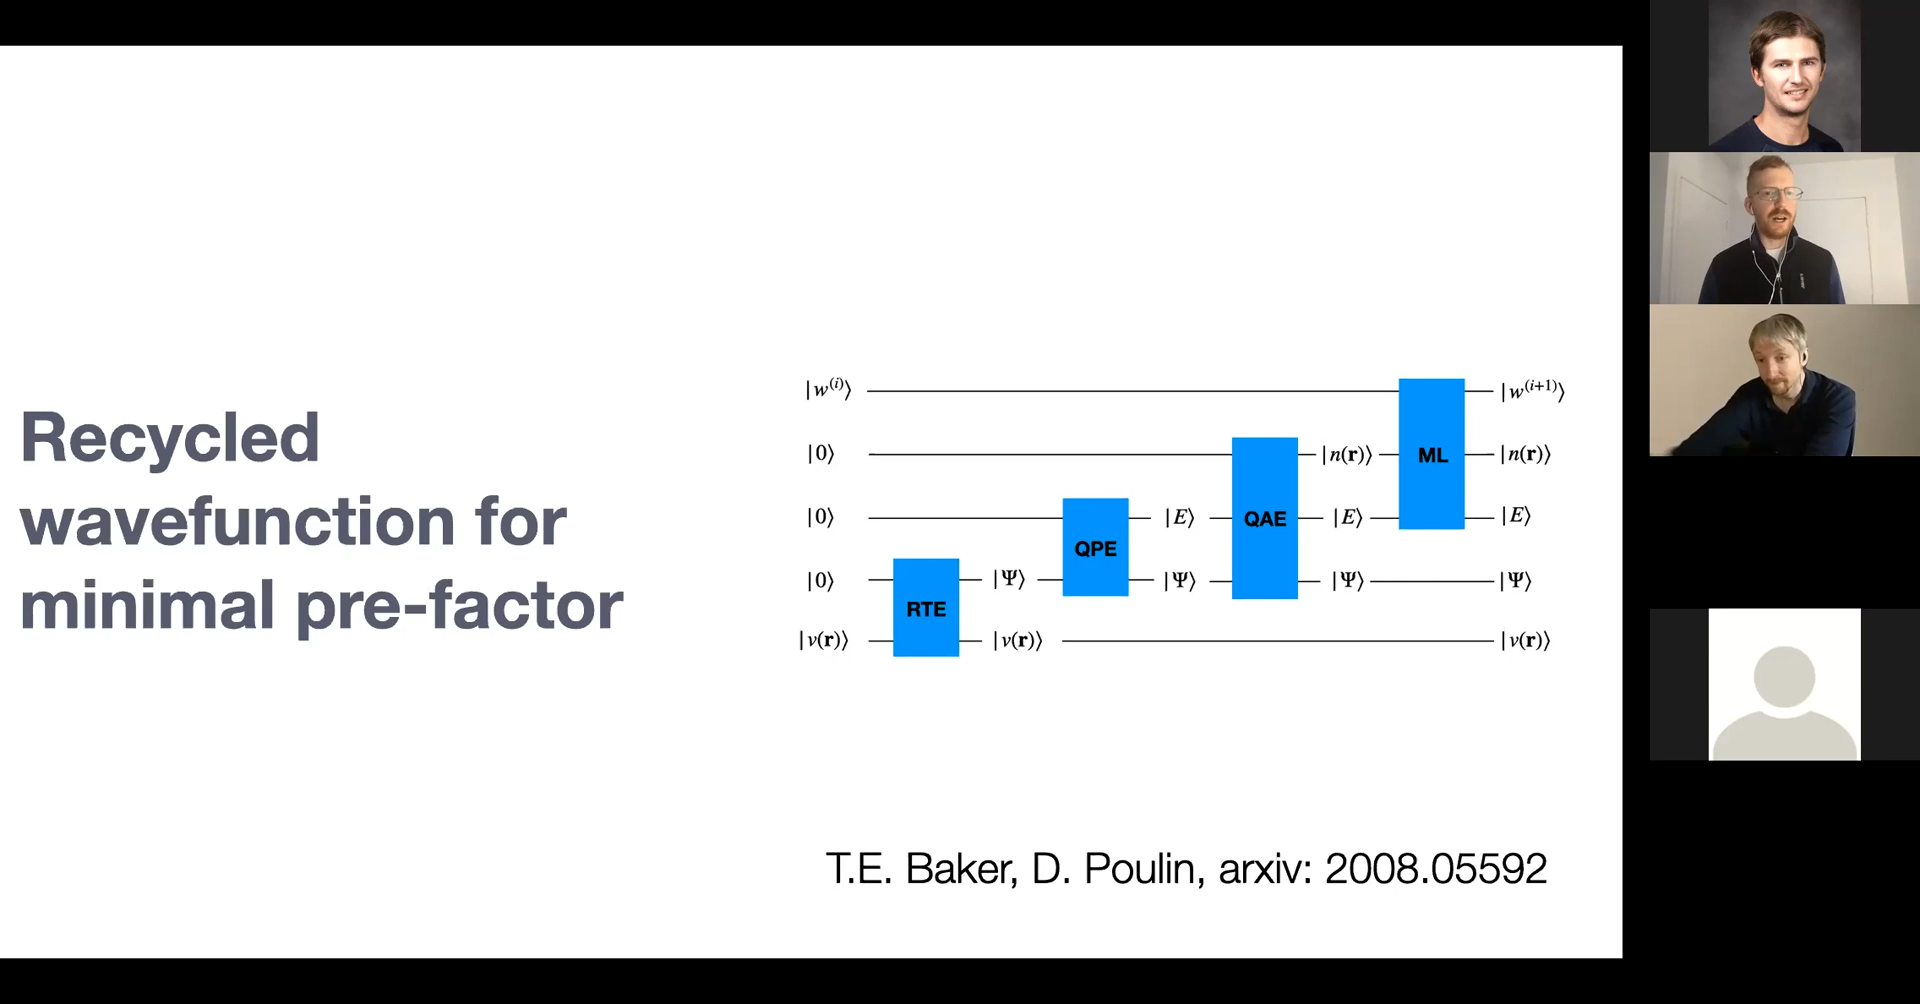 Recycled
wavefunction for
minimal pre-factor
|w⁽ⁱ⁾⟩ |w⁽ⁱ⁺¹⁾⟩
|0⟩ |n(r)⟩ ML |n(r)⟩
|0⟩ |E⟩ QAE |E⟩ |E⟩
QPE
|0⟩ |Ψ⟩ |Ψ⟩ |Ψ⟩ |Ψ⟩
RTE
|v(r)⟩ |v(r)⟩ |v(r)⟩
T.E. Baker, D. Poulin, arxiv: 2008.05592